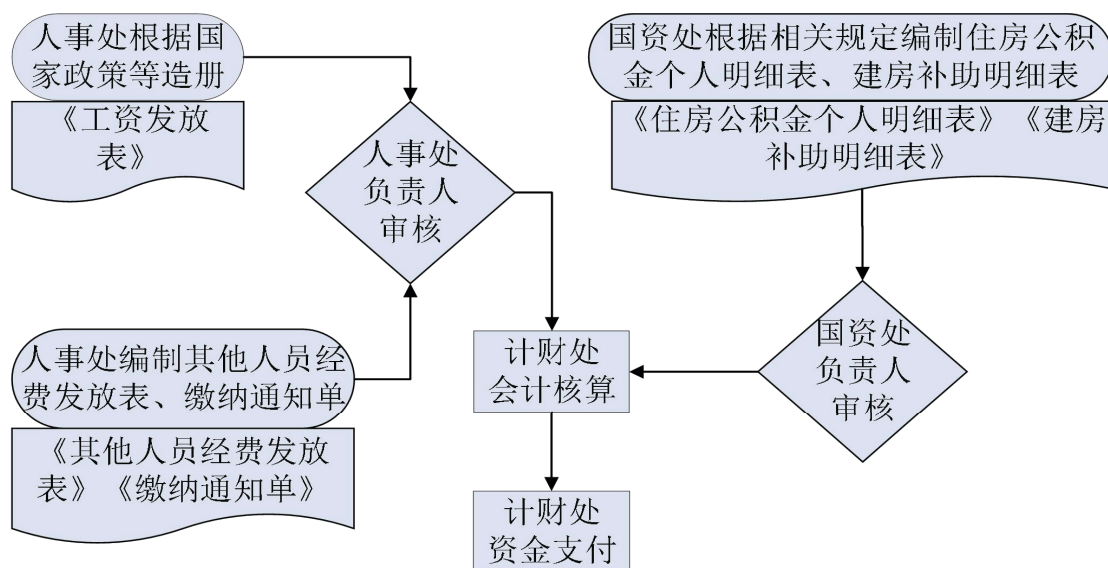 人事处根据国
家政策等造册
《工资发放
表》
人事处
负责人
审核
国资处根据相关规定编制住房公积
金个人明细表、建房补助明细表
《住房公积金个人明细表》《建房
补助明细表》
人事处编制其他人员经
费发放表、缴纳通知单
《其他人员经费发放
表》《缴纳通知单》
计财处
会计核算
国资处
负责人
审核
计财处
资金支付